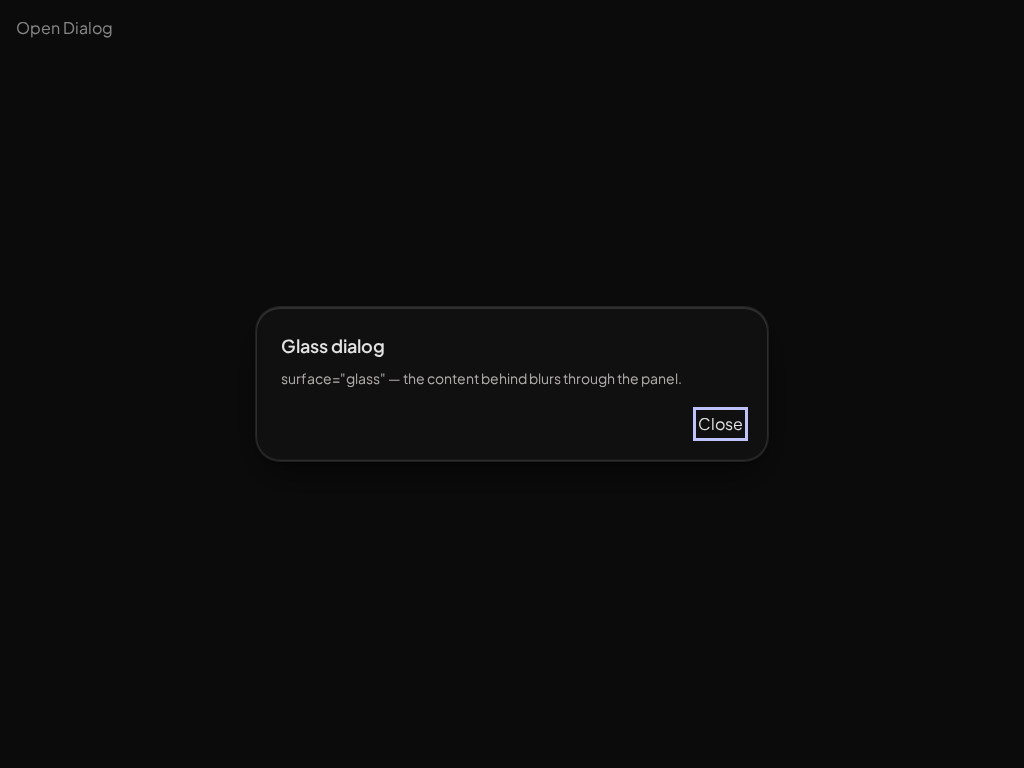 Open Dialog
Glass dialog
surface="glass" — the content behind blurs through the panel.
Close